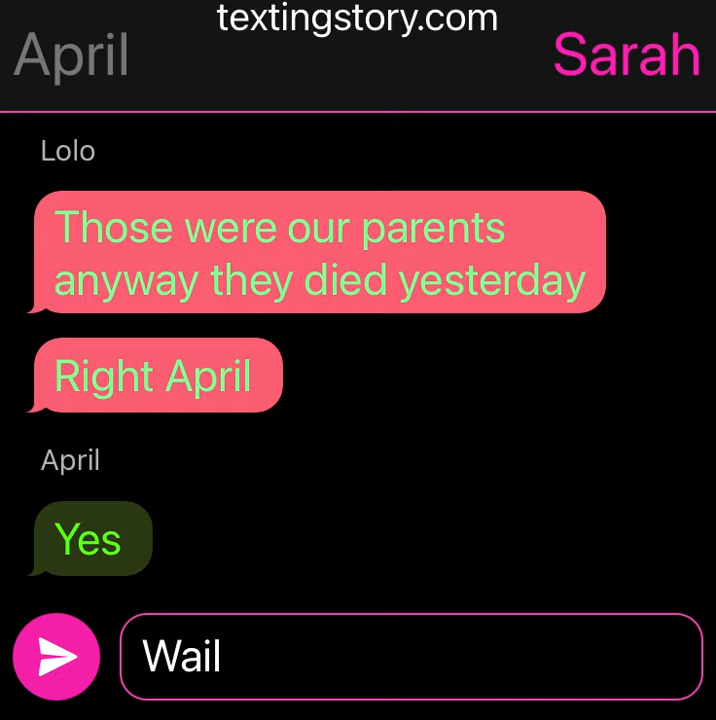 textingstory.com
April Sarah
Lolo
Those were our parents
anyway they died yesterday
Right April
April
Yes
Wail